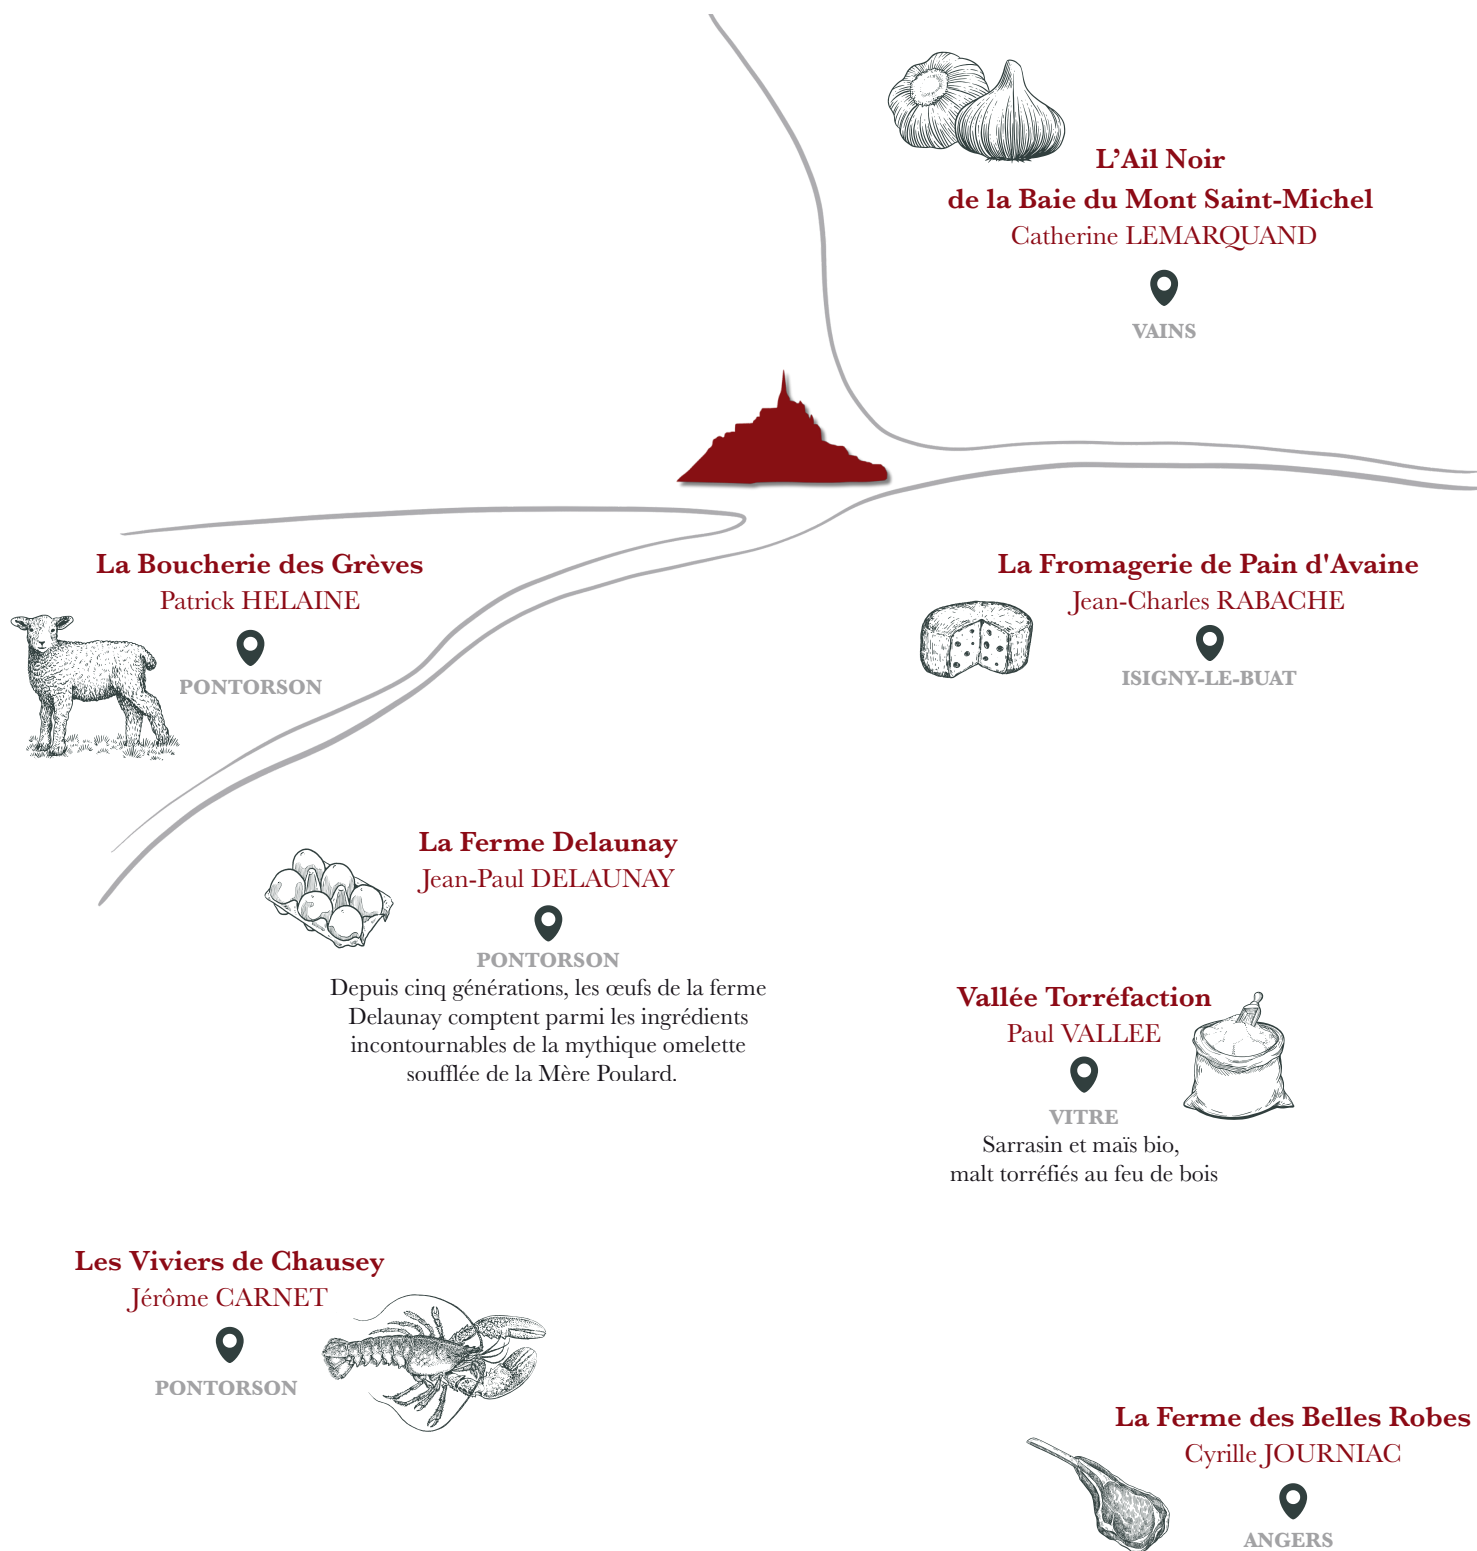 L’Ail Noir
de la Baie du Mont Saint-Michel
Catherine LEMARQUAND
VAINS
La Boucherie des Grèves
Patrick HELAINE
PONTORSON
La Fromagerie de Pain d'Avaine
Jean-Charles RABACHE
ISIGNY-LE-BUAT
La Ferme Delaunay
Jean-Paul DELAUNAY
PONTORSON
Depuis cinq générations, les œufs de la ferme
Delaunay comptent parmi les ingrédients
incontournables de la mythique omelette
soufflée de la Mère Poulard.
Vallée Torréfaction
Paul VALLEE
VITRE
Sarrasin et maïs bio,
malt torréfiés au feu de bois
Les Viviers de Chausey
Jérôme CARNET
PONTORSON
La Ferme des Belles Robes
Cyrille JOURNIAC
ANGERS